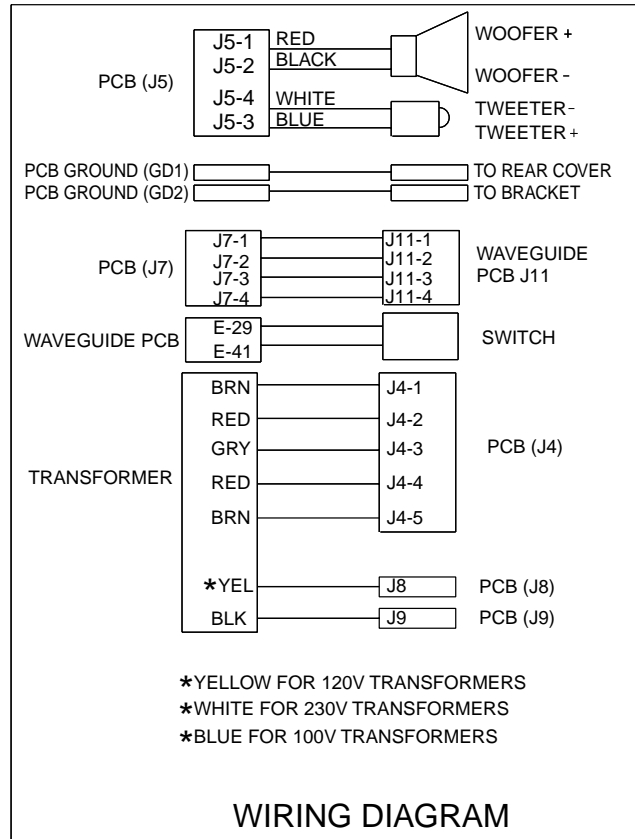 J5-1 RED WOOFER +
J5-2 BLACK
PCB (J5) WOOFER -
J5-4 WHITE TWEETER-
J5-3 BLUE TWEETER+
PCB GROUND (GD1) TO REAR COVER
PCB GROUND (GD2) TO BRACKET
PCB (J7)
J7-1 J11-1
J7-2 J11-2
J7-3 J11-3
J7-4 J11-4
WAVEGUIDE
PCB J11
WAVEGUIDE PCB
E-29
E-41
SWITCH
TRANSFORMER
BRN J4-1
RED J4-2
GRY J4-3
RED J4-4
BRN J4-5
PCB (J4)
*YEL J8 PCB (J8)
BLK J9 PCB (J9)
*YELLOW FOR 120V TRANSFORMERS
*WHITE FOR 230V TRANSFORMERS
*BLUE FOR 100V TRANSFORMERS
WIRING DIAGRAM